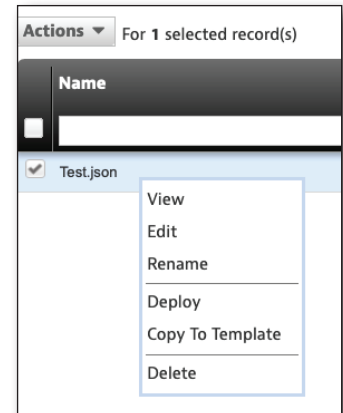 Actions For 1 selected record(s)
Name
Test.json
View
Edit
Rename
Deploy
Copy To Template
Delete